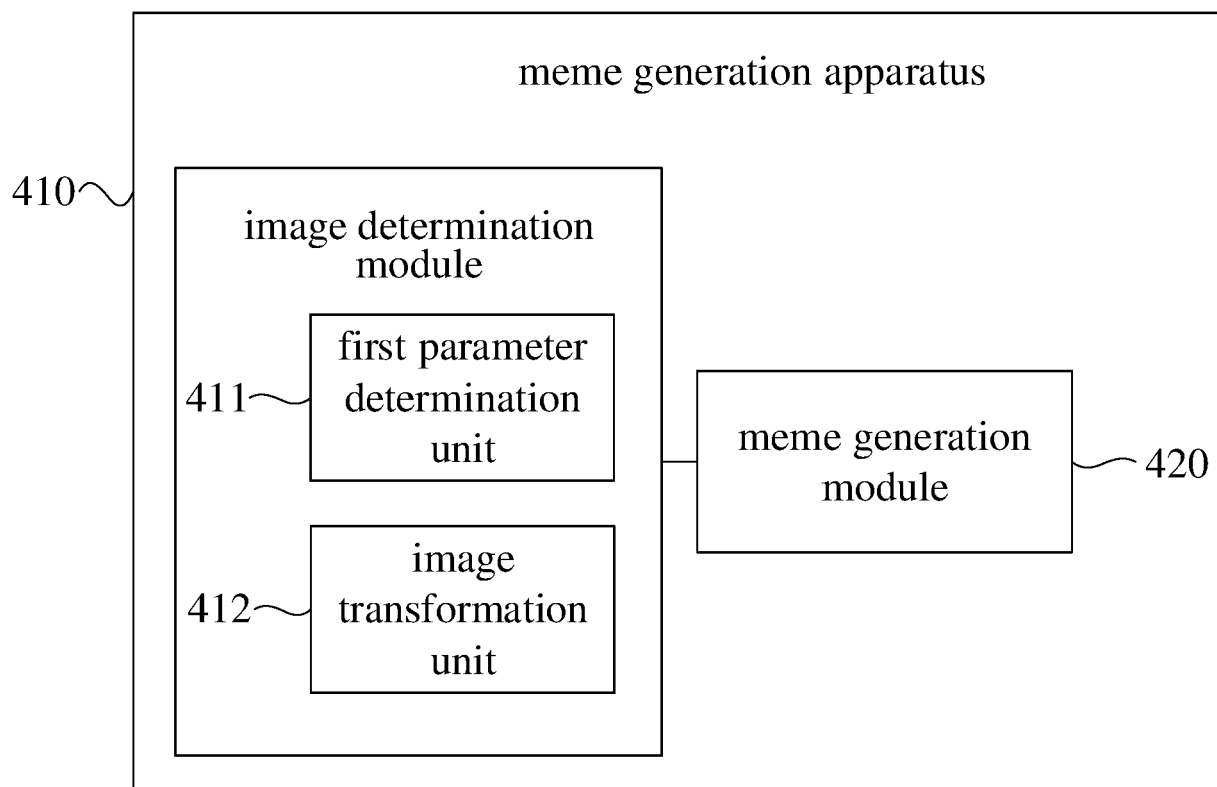 meme generation apparatus
410
image determination
module
first parameter
determination
unit
411
meme generation
module
420
image
transformation
unit
412